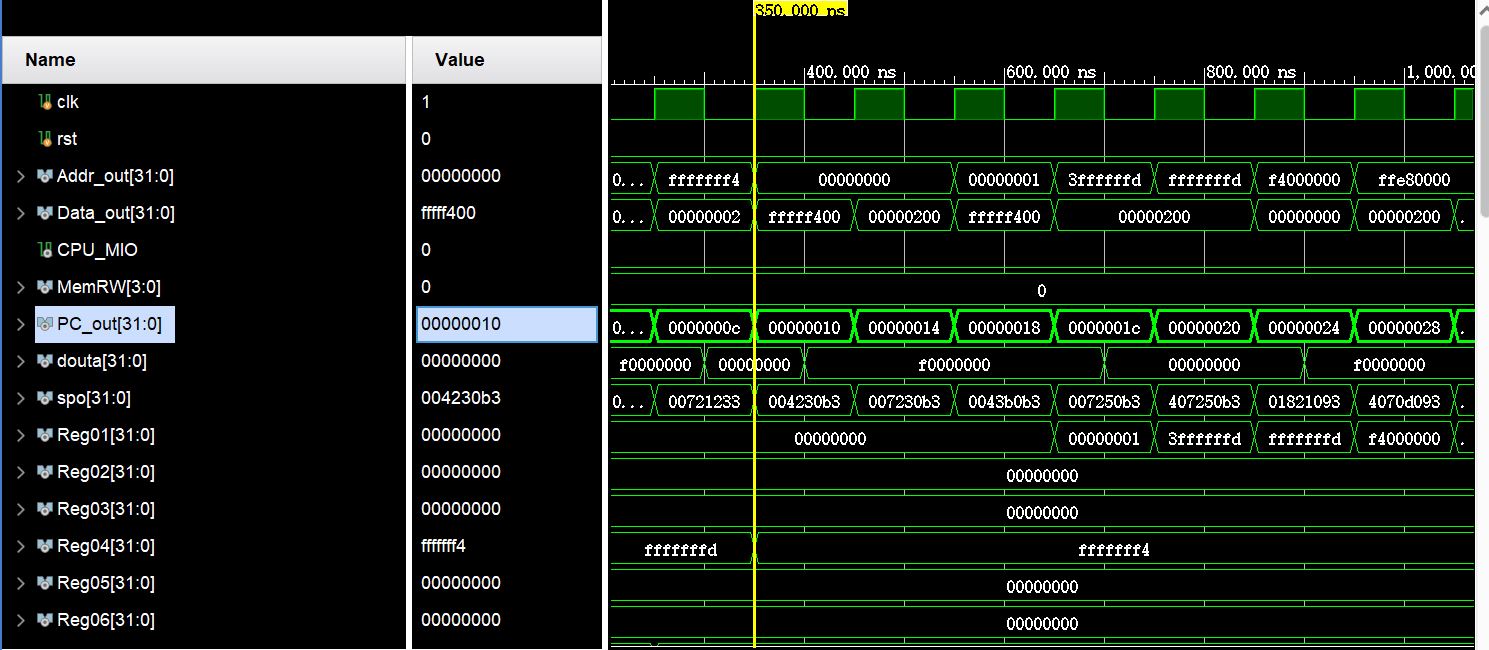 350.000 ns
Name Value
400.000 ns 600.000 ns 800.000 ns 1,000.00
clk 1
rst 0
Addr_out[31:0] 00000000 0... fffffff4 00000000 00000001 3ffffffd fffffffd f4000000 ffe80000
Data_out[31:0] fffff400 0... 00000002 fffff400 00000200 fffff400 00000200 00000000 00000200 .
CPU_MIO 0
MemRW[3:0] 0 0
PC_out[31:0] 00000010 0... 0000000c 00000010 00000014 00000018 0000001c 00000020 00000024 00000028 .
douta[31:0] 00000000 f0000000 00000000 f0000000 00000000 f0000000
spo[31:0] 004230b3 0... 00721233 004230b3 007230b3 0043b0b3 007250b3 407250b3 01821093 4070d093 .
Reg01[31:0] 00000000 00000000 00000001 3ffffffd fffffffd f4000000 .
Reg02[31:0] 00000000 00000000
Reg03[31:0] 00000000 00000000
Reg04[31:0] fffffff4 fffffffd fffffff4
Reg05[31:0] 00000000 00000000
Reg06[31:0] 00000000 00000000